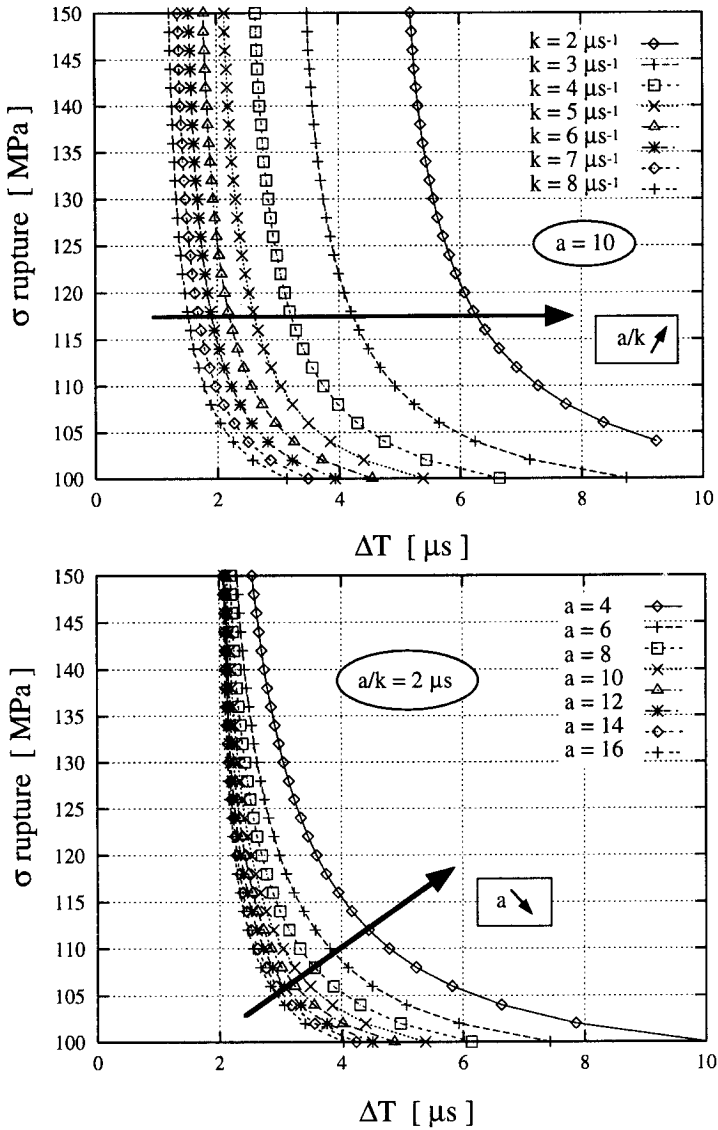 150
145
140
135
130
125
120
115
110
105
100
σ rupture [ MPa]
k = 2 μs-1
k = 3 μs-1
k = 4 μs-1
k = 5 μs-1
k = 6 μs-1
k = 7 μs-1
k = 8 μs-1
a = 10
a/k
0 2 4 6 8 10
ΔT [ μs]
150
145
140
135
130
125
120
115
110
105
100
σ rupture [ MPa]
a = 4
a = 6
a = 8
a = 10
a = 12
a = 14
a = 16
a/k = 2 μs
a
0 2 4 6 8 10
ΔT [ μs]